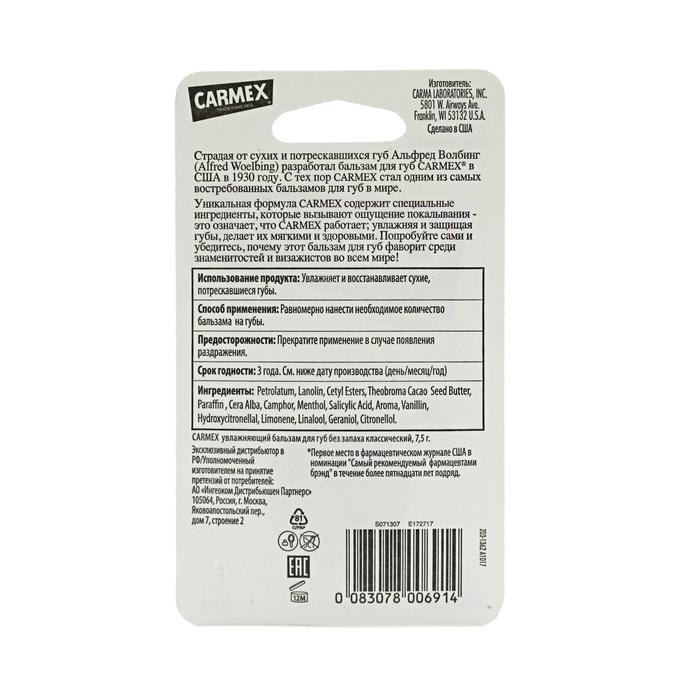 CARMEX
Изготовитель:
CARMA LABORATORIES, INC.
5801 W. Airways Ave.
Franklin, WI 53132 U.S.A.
Сделано в США
Страдая от сухих и потрескавшихся губ Альфред Волбинг
(Alfred Woelbing) разработал бальзам для губ CARMEX® в
США в 1930 году. С тех пор CARMEX стал одним из самых
востребованных бальзамов для губ в мире.
Уникальная формула CARMEX содержит специальные
ингредиенты, которые вызывают ощущение покалывания -
это означает, что CARMEX работает; увлажняя и защищая
губы, делает их мягкими и здоровыми. Попробуйте сами и
убедитесь, почему этот бальзам для губ фаворит среди
знаменитостей и визажистов во всем мире!
Использование продукта: Увлажняет и восстанавливает сухие,
потрескавшиеся губы.
Способ применения: Равномерно нанести необходимое количество
бальзама на губы.
Предосторожности: Прекратите применение в случае появления
раздражения.
Срок годности: 3 года. См. ниже дату производства (день/месяц/год)
Ингредиенты: Petrolatum, Lanolin, Cetyl Esters, Theobroma Cacao Seed Butter,
Paraffin , Cera Alba, Camphor, Menthol, Salicylic Acid, Aroma, Vanillin,
Hydroxycitronellal, Limonene, Linalool, Geraniol, Citronellol.
CARMEX увлажняющий бальзам для губ без запаха классический, 7,5 г.
Эксклюзивный дистрибьютор в
РФ/Уполномоченный
изготовителем на принятие
претензий от потребителей:
АО «Ингеоком Дистрибьюшен Партнерс»
105064, Россия, г. Москва,
Яковоапостольский пер.,
дом 7, строение 2
*Первое место в фармацевтическом журнале США в
номинации "Самый рекомендуемый фармацевтами
брэнд" в течение более пятнадцати лет подряд.
81
C/PAP
EAC
12M
S071307 E172717
0 083078 006914
203-1362 A1017